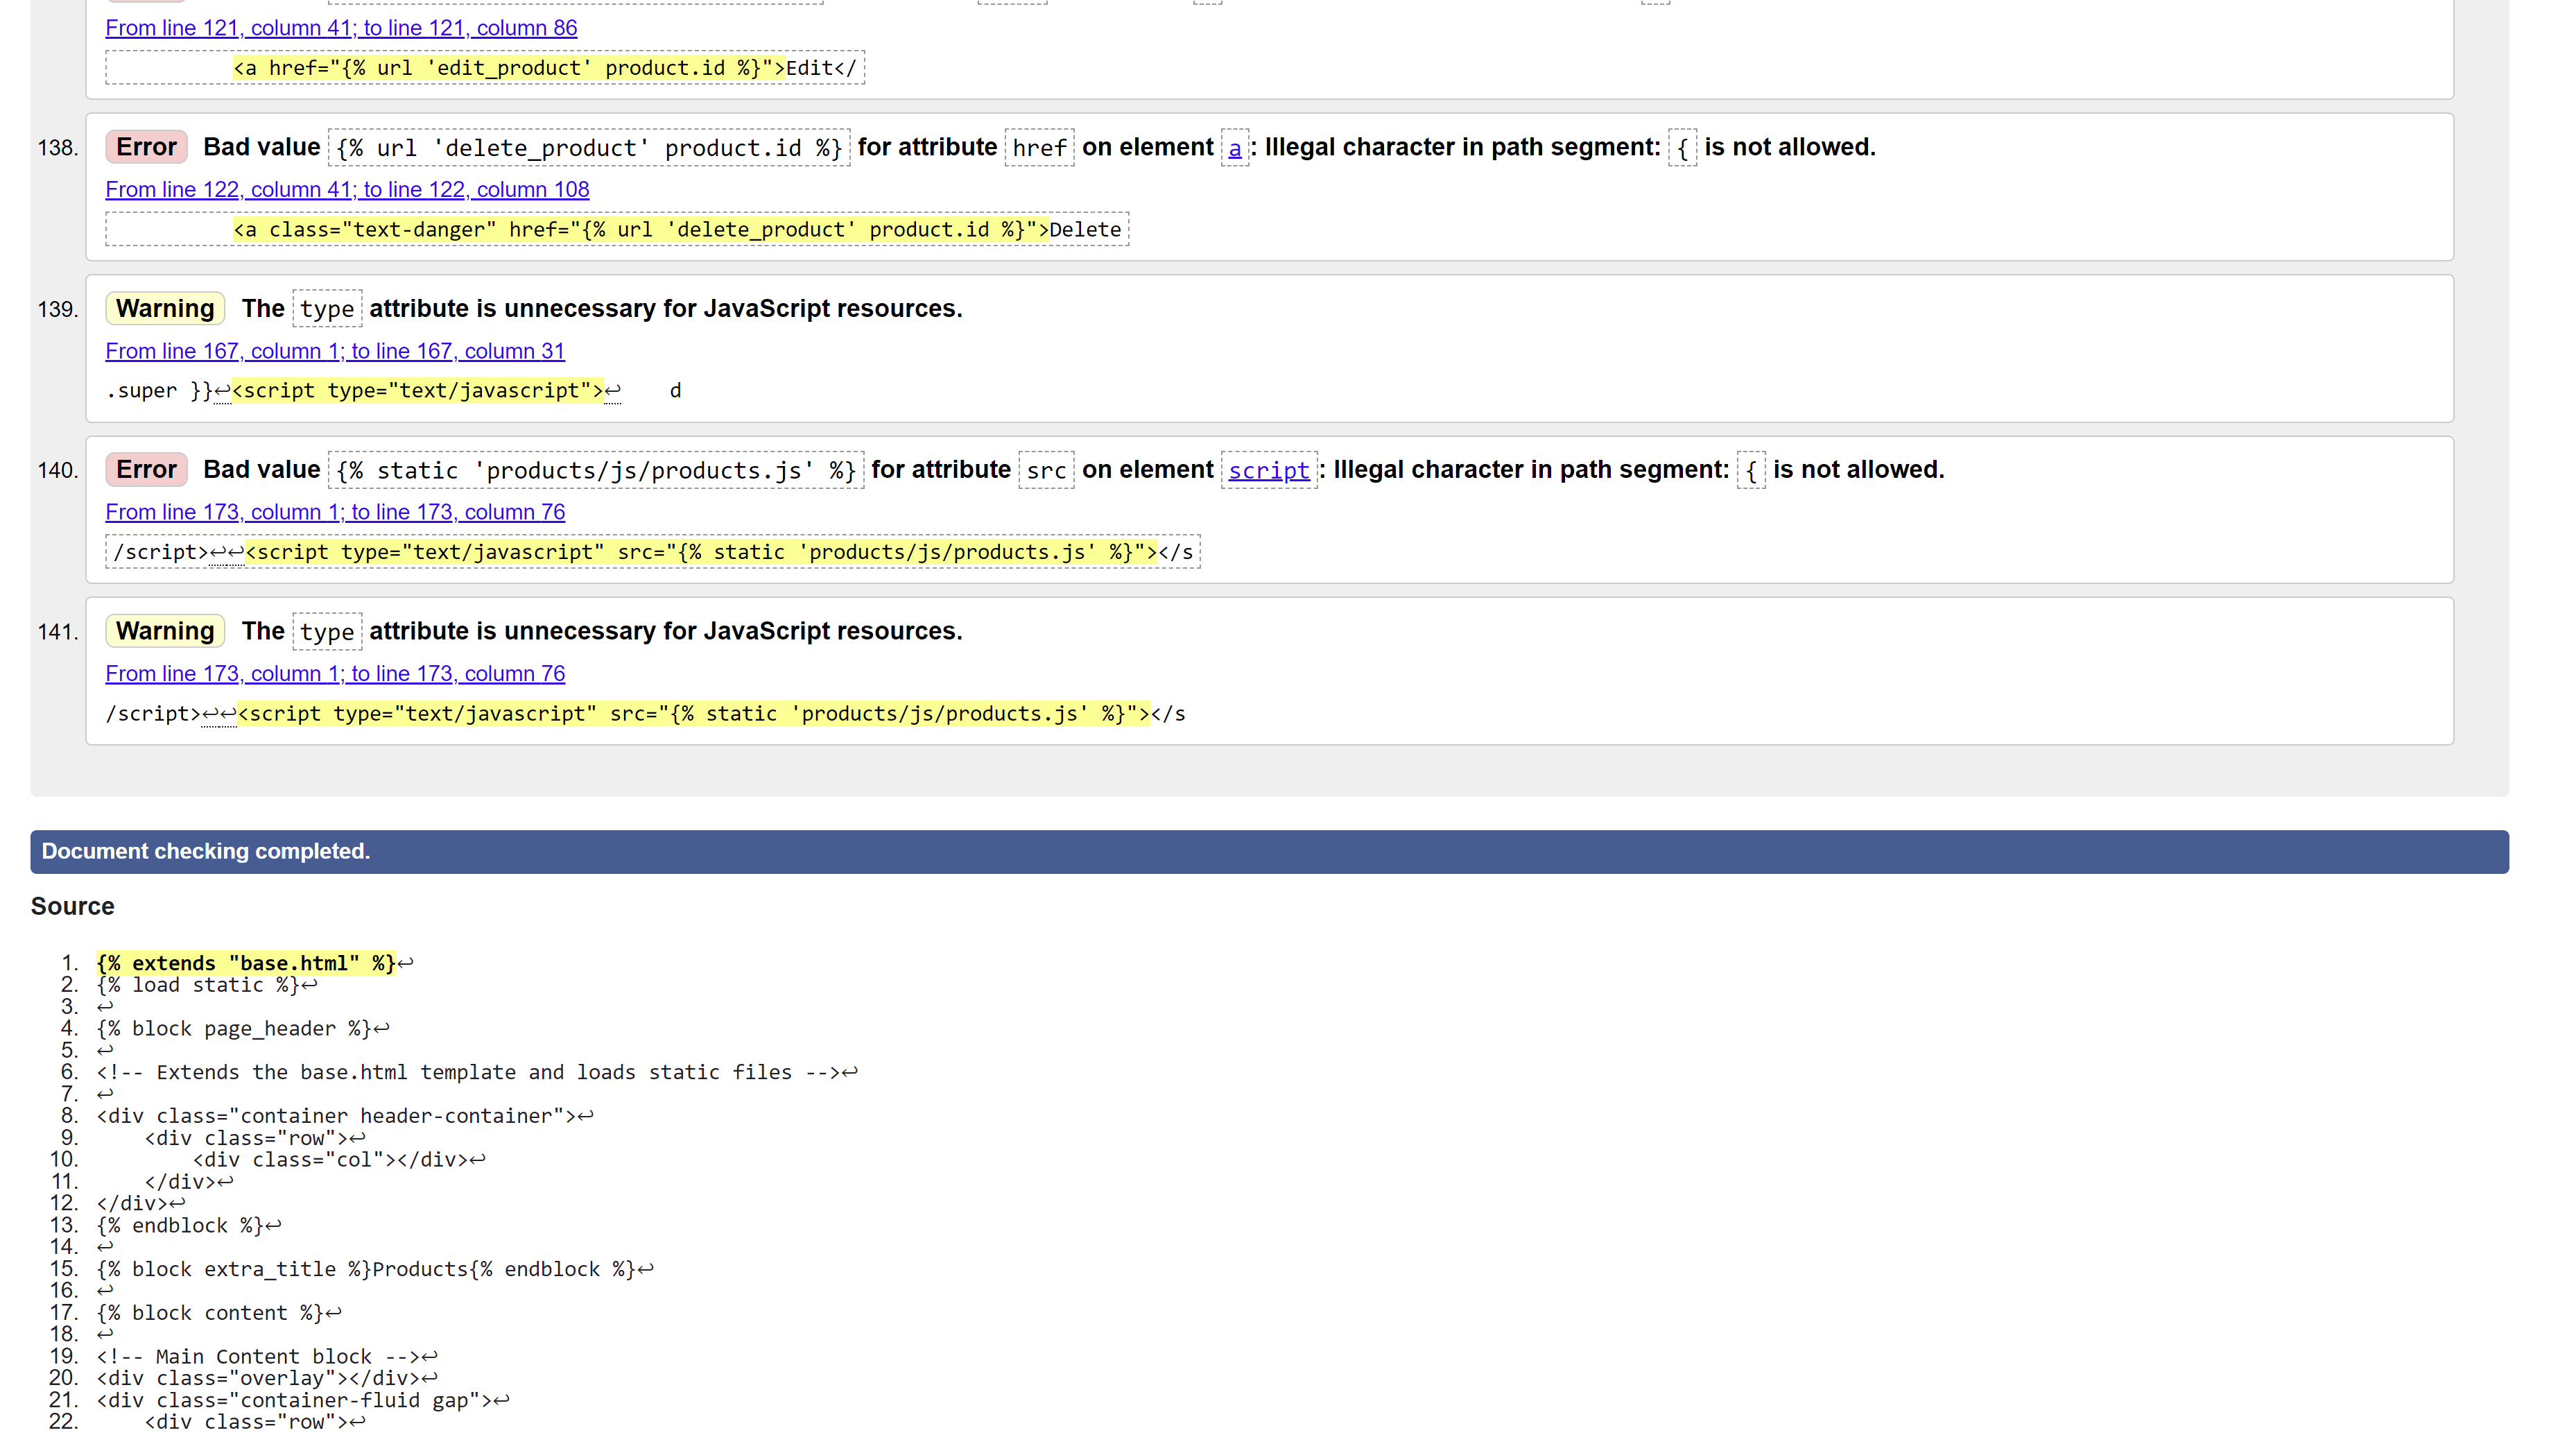 From line 121, column 41; to line 121, column 86
<a href="{% url 'edit_product' product.id %}">Edit</
138. Error Bad value {% url 'delete_product' product.id %} for attribute href on element a: Illegal character in path segment: { is not allowed.
From line 122, column 41; to line 122, column 108
<a class="text-danger" href="{% url 'delete_product' product.id %}">Delete
139. Warning The type attribute is unnecessary for JavaScript resources.
From line 167, column 1; to line 167, column 31
.super }}↩<script type="text/javascript">↩    d
140. Error Bad value {% static 'products/js/products.js' %} for attribute src on element script: Illegal character in path segment: { is not allowed.
From line 173, column 1; to line 173, column 76
/script>↩↩<script type="text/javascript" src="{% static 'products/js/products.js' %}"></s
141. Warning The type attribute is unnecessary for JavaScript resources.
From line 173, column 1; to line 173, column 76
/script>↩↩<script type="text/javascript" src="{% static 'products/js/products.js' %}"></s
Document checking completed.
Source
1. {% extends "base.html" %}↩
2. {% load static %}↩
3. ↩
4. {% block page_header %}↩
5. ↩
6. <!-- Extends the base.html template and loads static files -->↩
7. ↩
8. <div class="container header-container">↩
9.     <div class="row">↩
10.         <div class="col"></div>↩
11.     </div>↩
12. </div>↩
13. {% endblock %}↩
14. ↩
15. {% block extra_title %}Products{% endblock %}↩
16. ↩
17. {% block content %}↩
18. ↩
19. <!-- Main Content block -->↩
20. <div class="overlay"></div>↩
21. <div class="container-fluid gap">↩
22.     <div class="row">↩